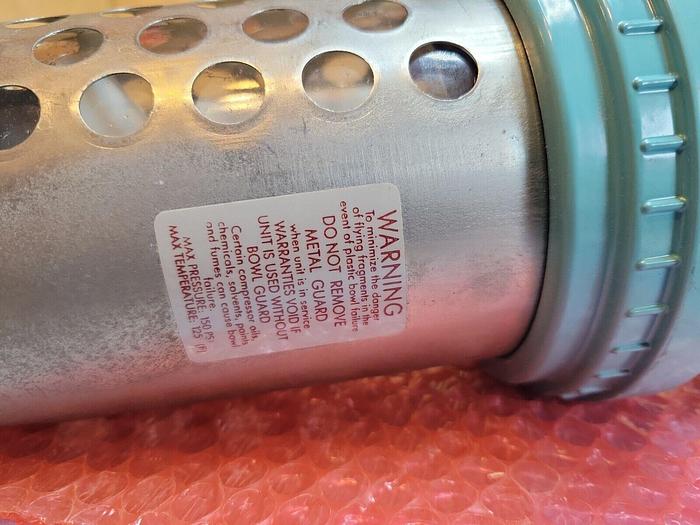 WARNING
To minimize the danger
of flying fragments in the
event of plastic bowl failure
DO NOT REMOVE
METAL GUARD
when unit is in service
WARRANTIES VOID IF
UNIT IS USED WITHOUT
BOWL GUARD
Certain compressor oils,
chemicals, solvents, paints
and fumes can cause bowl
failure.
MAX PRESSURE: 150 PSI
MAX TEMPERATURE: 125 (F)